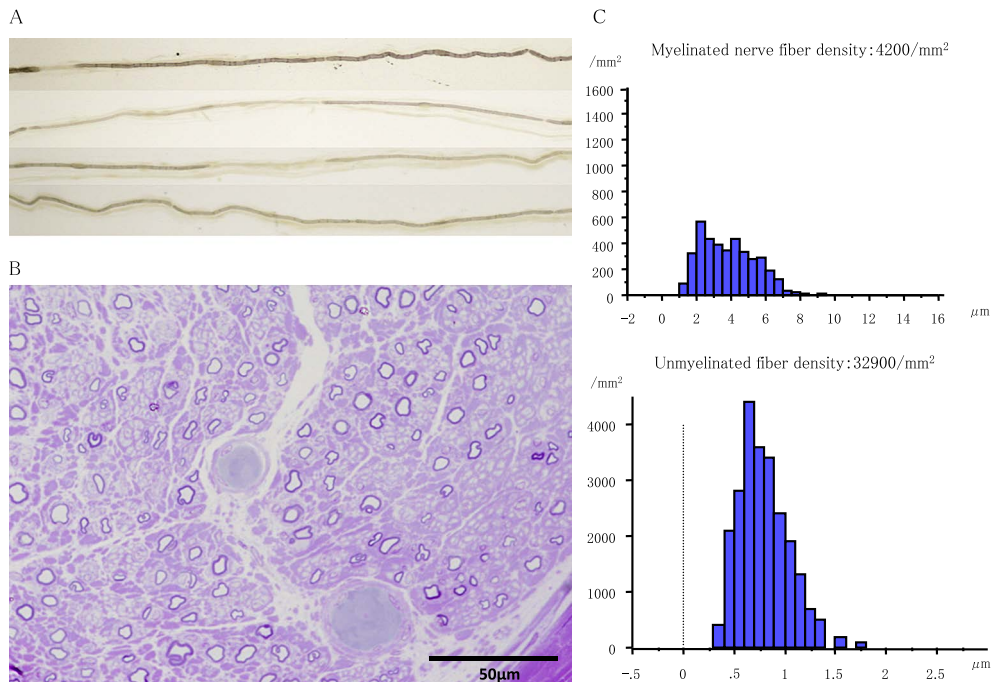 A
B
50μm
C
Myelinated nerve fiber density:4200/mm²
/mm²
1600
1400
1200
1000
800
600
400
200
0
-2 0 2 4 6 8 10 12 14 16 μm
Unmyelinated fiber density:32900/mm²
/mm²
4000
3000
2000
1000
0
-.5 0 .5 1 1.5 2 2.5 μm